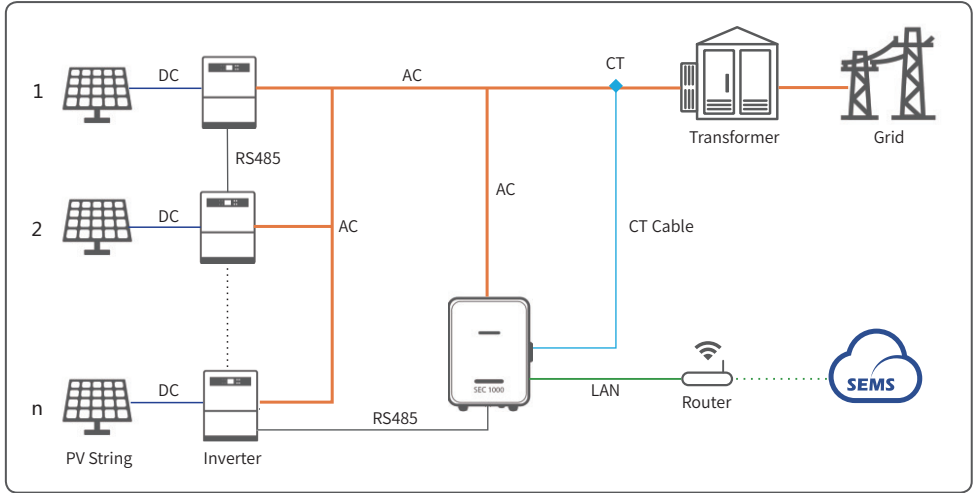 CT
DC
AC
1
Transformer
Grid
RS485
AC
DC
2
AC
CT Cable
SEMS
DC
SEC 1000
LAN
Router
n
RS485
PV String
Inverter